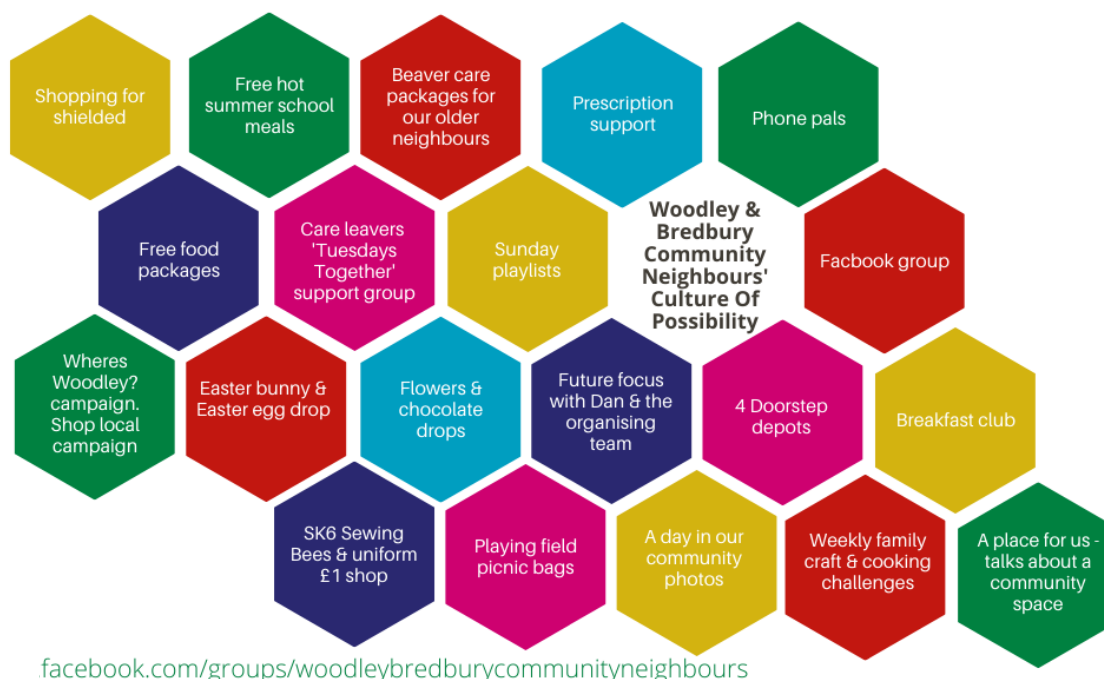 Shopping for
shielded
Free hot
summer school
meals
Beaver care
packages for
our older
neighbours
Prescription
support
Phone pals
Free food
packages
Care leavers
'Tuesdays
Together'
support group
Sunday
playlists
Woodley &
Bredbury
Community
Neighbours'
Culture Of
Possibility
Facbook group
Wheres
Woodley?
campaign.
Shop local
campaign
Easter bunny &
Easter egg drop
Flowers &
chocolate
drops
Future focus
with Dan & the
organising
team
4 Doorstep
depots
Breakfast club
SK6 Sewing
Bees & uniform
£1 shop
Playing field
picnic bags
A day in our
community
photos
Weekly family
craft & cooking
challenges
A place for us -
talks about a
community
space
.facebook.com/groups/woodleybredburycommunityneighbours